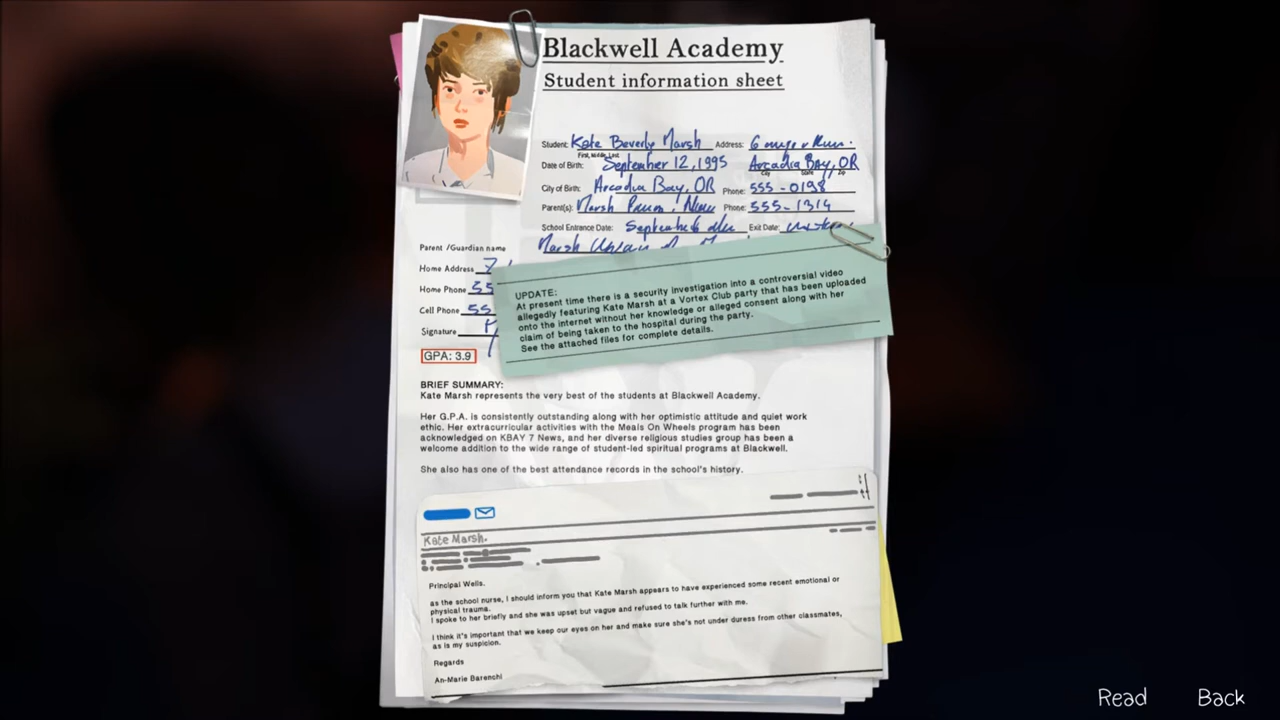 Blackwell Academy
Student information sheet
Student: Kate Beverly Marsh Address:
First, Middle, Last
Date of Birth: September 12, 1995 Arcadia Bay, OR
City State Zip
City of Birth: Arcadia Bay, OR Phone: 555-0198
Parent(s): Marsh Phone: 555-1314
School Entrance Date: September Exit Date:
Marsh
Parent /Guardian name
Home Address 7
Home Phone 55
Cell Phone 55
Signature
GPA: 3.9
UPDATE:
At present time there is a security investigation into a controversial video
allegedly featuring Kate Marsh at a Vortex Club party that has been uploaded
onto the internet without her knowledge or alleged consent along with her
claim of being taken to the hospital during the party.
See the attached files for complete details.
BRIEF SUMMARY:
Kate Marsh represents the very best of the students at Blackwell Academy.
Her G.P.A. is consistently outstanding along with her optimistic attitude and quiet work
ethic. Her extracurricular activities with the Meals On Wheels program has been
acknowledged on KBAY 7 News, and her diverse religious studies group has been a
welcome addition to the wide range of student-led spiritual programs at Blackwell.
She also has one of the best attendance records in the school's history.
Kate Marsh.
Principal Wells.
as the school nurse, I should inform you that Kate Marsh appears to have experienced some recent emotional or
physical trauma.
I spoke to her briefly and she was upset but vague and refused to talk further with me.
I think it's important that we keep our eyes on her and make sure she's not under duress from other classmates,
as is my suspicion.
Regards
An-Marie Barenchi
Read Back